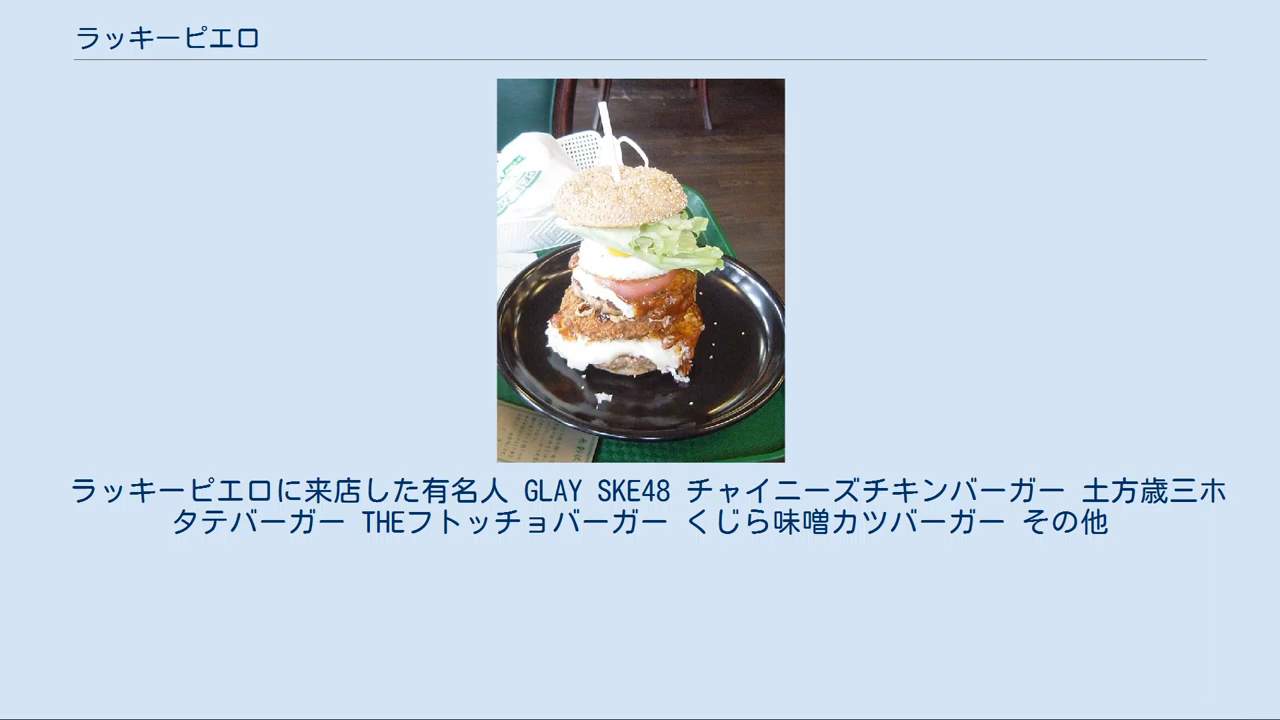 ラッキーピエロ
ラッキーピエロに来店した有名人 GLAY SKE48 チャイニーズチキンバーガー 土方歳三ホ
タテバーガー THEフトッチョバーガー くじら味噌カツバーガー その他